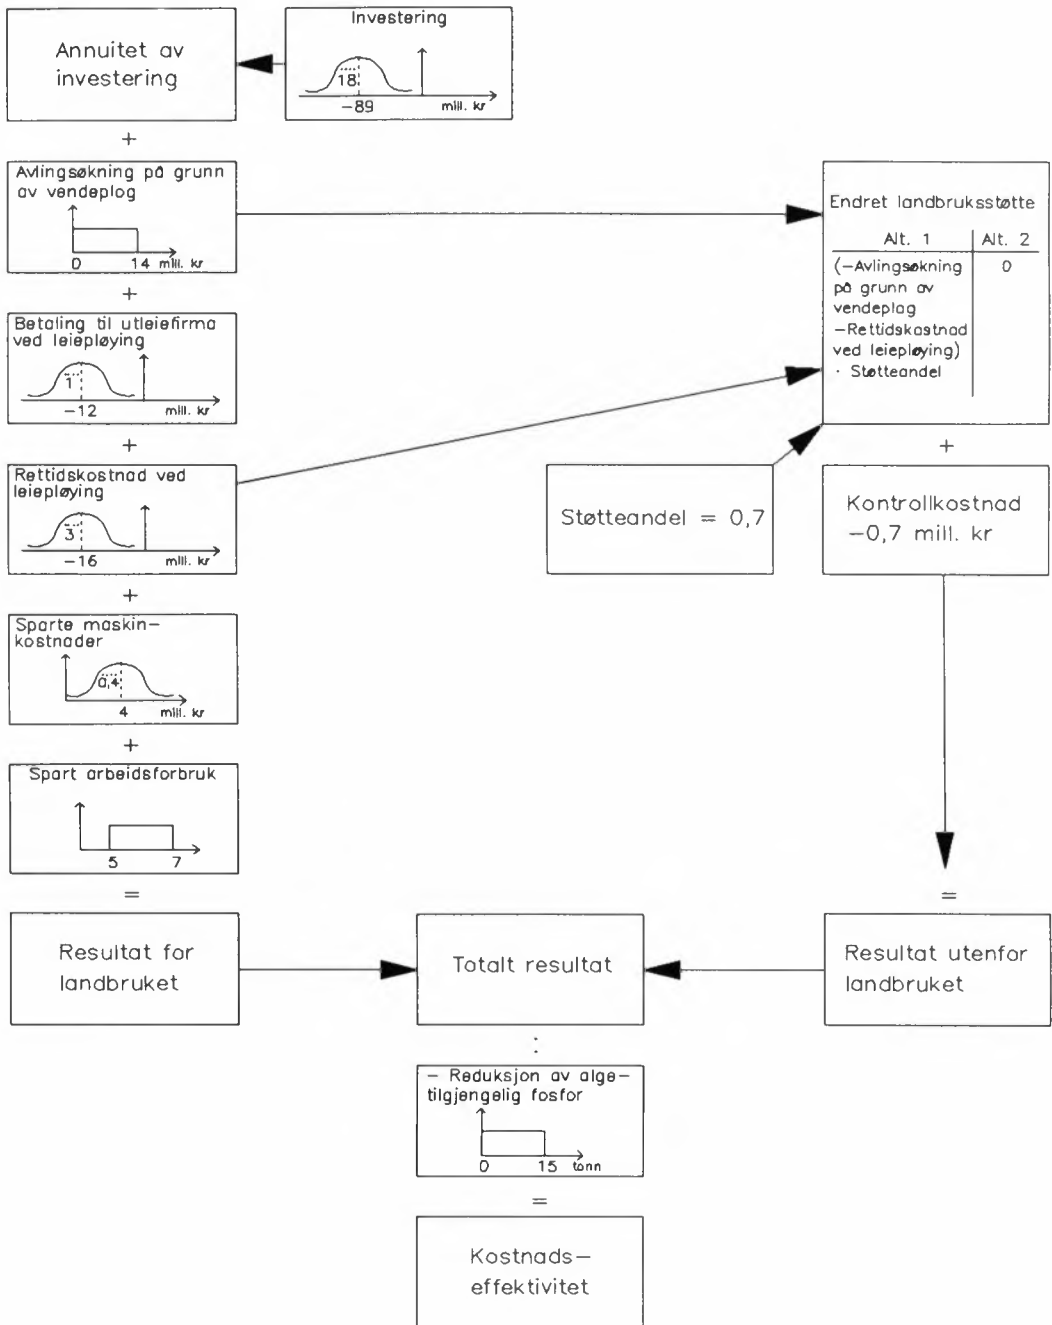 Annuitet av
investering
Investering
18
-89 mill. kr
+
Avlingsøkning på grunn
av vendeplog
0 14 mill. kr
+
Betaling til utleiefirma
ved leiepløying
1
-12 mill. kr
+
Rettidskostnad ved
leiepløying
3
-16 mill. kr
+
Sparte maskin-
kostnader
0,4
4 mill. kr
+
Spart arbeidsforbruk
5 7
=
Resultat for
landbruket
Endret landbruksstøtte
Alt. 1 Alt. 2
(-Avlingsøkning 0
på grunn av
vendeplog
-Rettidskostnad
ved leiepløying)
· Støtteandel
+
Støtteandel = 0,7
Kontrollkostnad
-0,7 mill. kr
=
Resultat utenfor
landbruket
Totalt resultat
:
- Reduksjon av alge-
tilgjengelig fosfor
0 15 tonn
=
Kostnads-
effektivitet